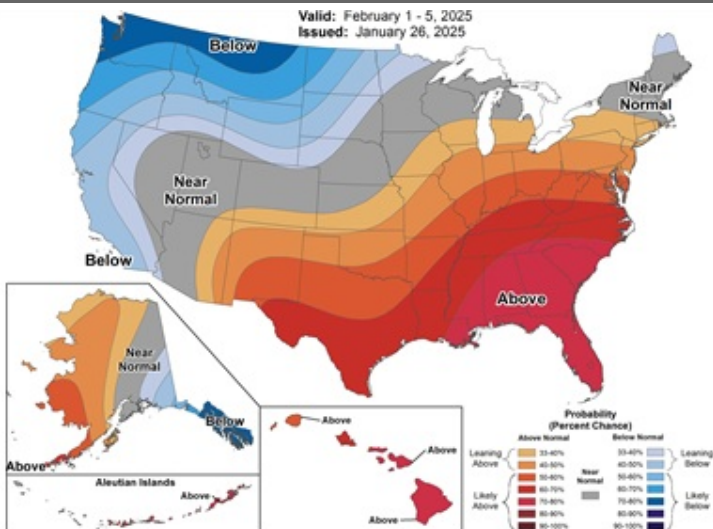 Valid: February 1 - 5, 2025
Issued: January 26, 2025
Below
Near
Normal
Near
Normal
Below
Above
Near
Normal
Below
Above
Aleutian Islands
Above
Above
Above
Above
Probability
(Percent Chance)
Above Normal
Below Normal
Leaning
Above
33-40%
40-50%
Likely
Above
50-60%
60-70%
70-80%
80-90%
90-100%
Near
Normal
33-40%
40-50%
Leaning
Below
50-60%
60-70%
70-80%
80-90%
90-100%
Likely
Below